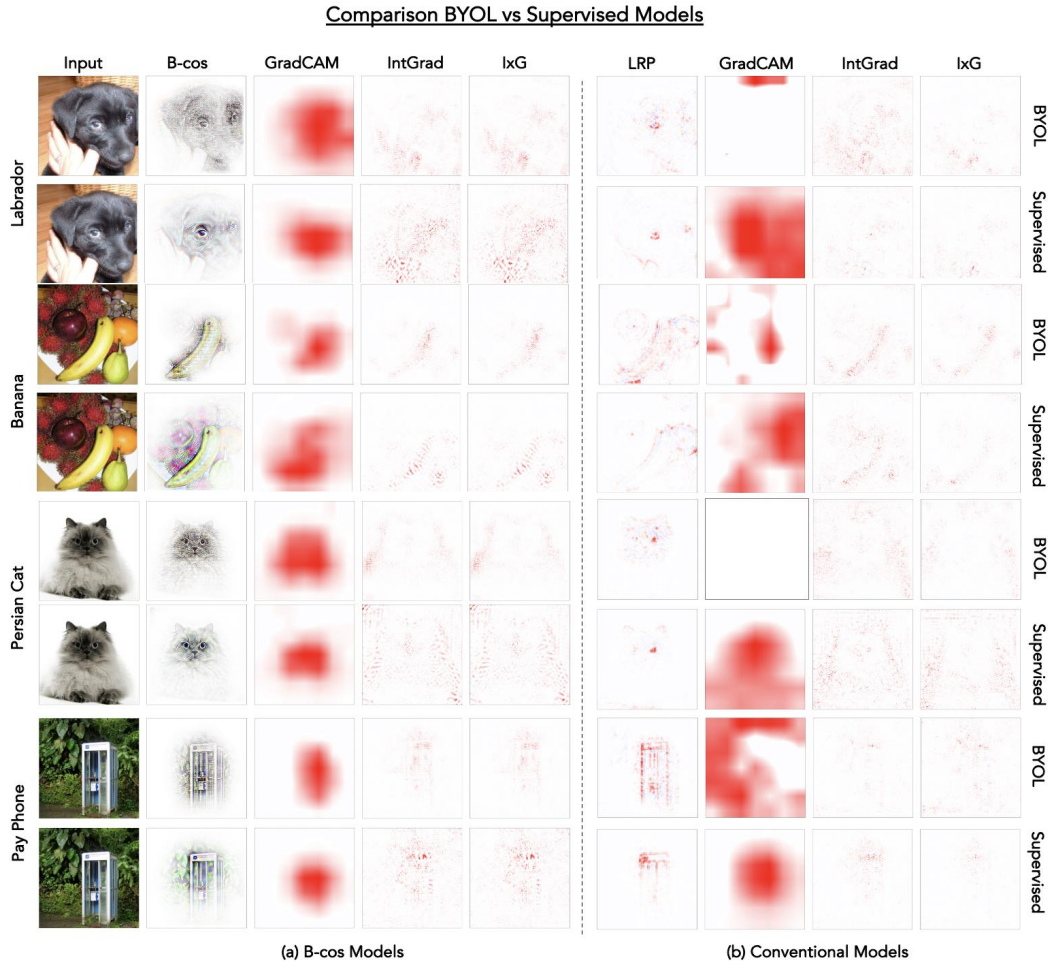 Comparison BYOL vs Supervised Models
Input B-cos GradCAM IntGrad IxG LRP GradCAM IntGrad IxG
Labrador
BYOL
Supervised
Banana
BYOL
Supervised
Persian Cat
BYOL
Supervised
Pay Phone
BYOL
Supervised
(a) B-cos Models (b) Conventional Models